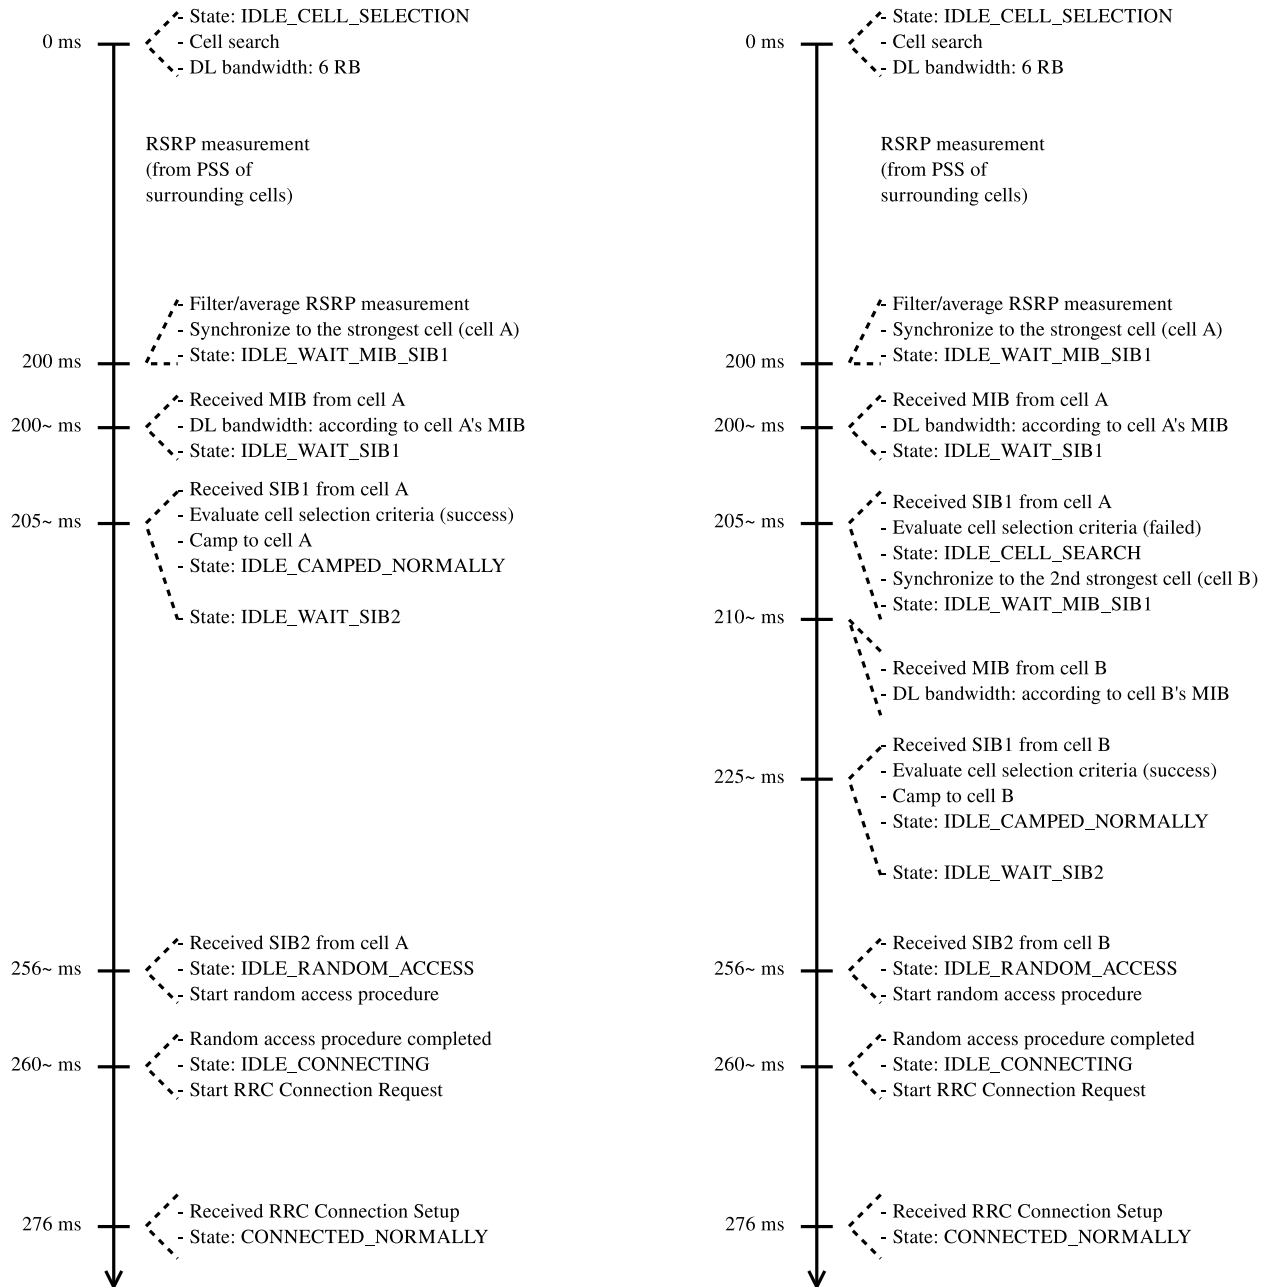 0 ms
- State: IDLE_CELL_SELECTION
- Cell search
- DL bandwidth: 6 RB
RSRP measurement
(from PSS of
surrounding cells)
- Filter/average RSRP measurement
- Synchronize to the strongest cell (cell A)
- State: IDLE_WAIT_MIB_SIB1
200 ms
- Received MIB from cell A
200~ ms
- DL bandwidth: according to cell A's MIB
- State: IDLE_WAIT_SIB1
- Received SIB1 from cell A
205~ ms
- Evaluate cell selection criteria (success)
- Camp to cell A
- State: IDLE_CAMPED_NORMALLY
- State: IDLE_WAIT_SIB2
- Received SIB2 from cell A
256~ ms
- State: IDLE_RANDOM_ACCESS
- Start random access procedure
- Random access procedure completed
260~ ms
- State: IDLE_CONNECTING
- Start RRC Connection Request
- Received RRC Connection Setup
276 ms
- State: CONNECTED_NORMALLY
0 ms
- State: IDLE_CELL_SELECTION
- Cell search
- DL bandwidth: 6 RB
RSRP measurement
(from PSS of
surrounding cells)
- Filter/average RSRP measurement
- Synchronize to the strongest cell (cell A)
- State: IDLE_WAIT_MIB_SIB1
200 ms
- Received MIB from cell A
200~ ms
- DL bandwidth: according to cell A's MIB
- State: IDLE_WAIT_SIB1
- Received SIB1 from cell A
205~ ms
- Evaluate cell selection criteria (failed)
- State: IDLE_CELL_SEARCH
- Synchronize to the 2nd strongest cell (cell B)
- State: IDLE_WAIT_MIB_SIB1
210~ ms
- Received MIB from cell B
- DL bandwidth: according to cell B's MIB
- Received SIB1 from cell B
225~ ms
- Evaluate cell selection criteria (success)
- Camp to cell B
- State: IDLE_CAMPED_NORMALLY
- State: IDLE_WAIT_SIB2
- Received SIB2 from cell B
256~ ms
- State: IDLE_RANDOM_ACCESS
- Start random access procedure
- Random access procedure completed
260~ ms
- State: IDLE_CONNECTING
- Start RRC Connection Request
- Received RRC Connection Setup
276 ms
- State: CONNECTED_NORMALLY